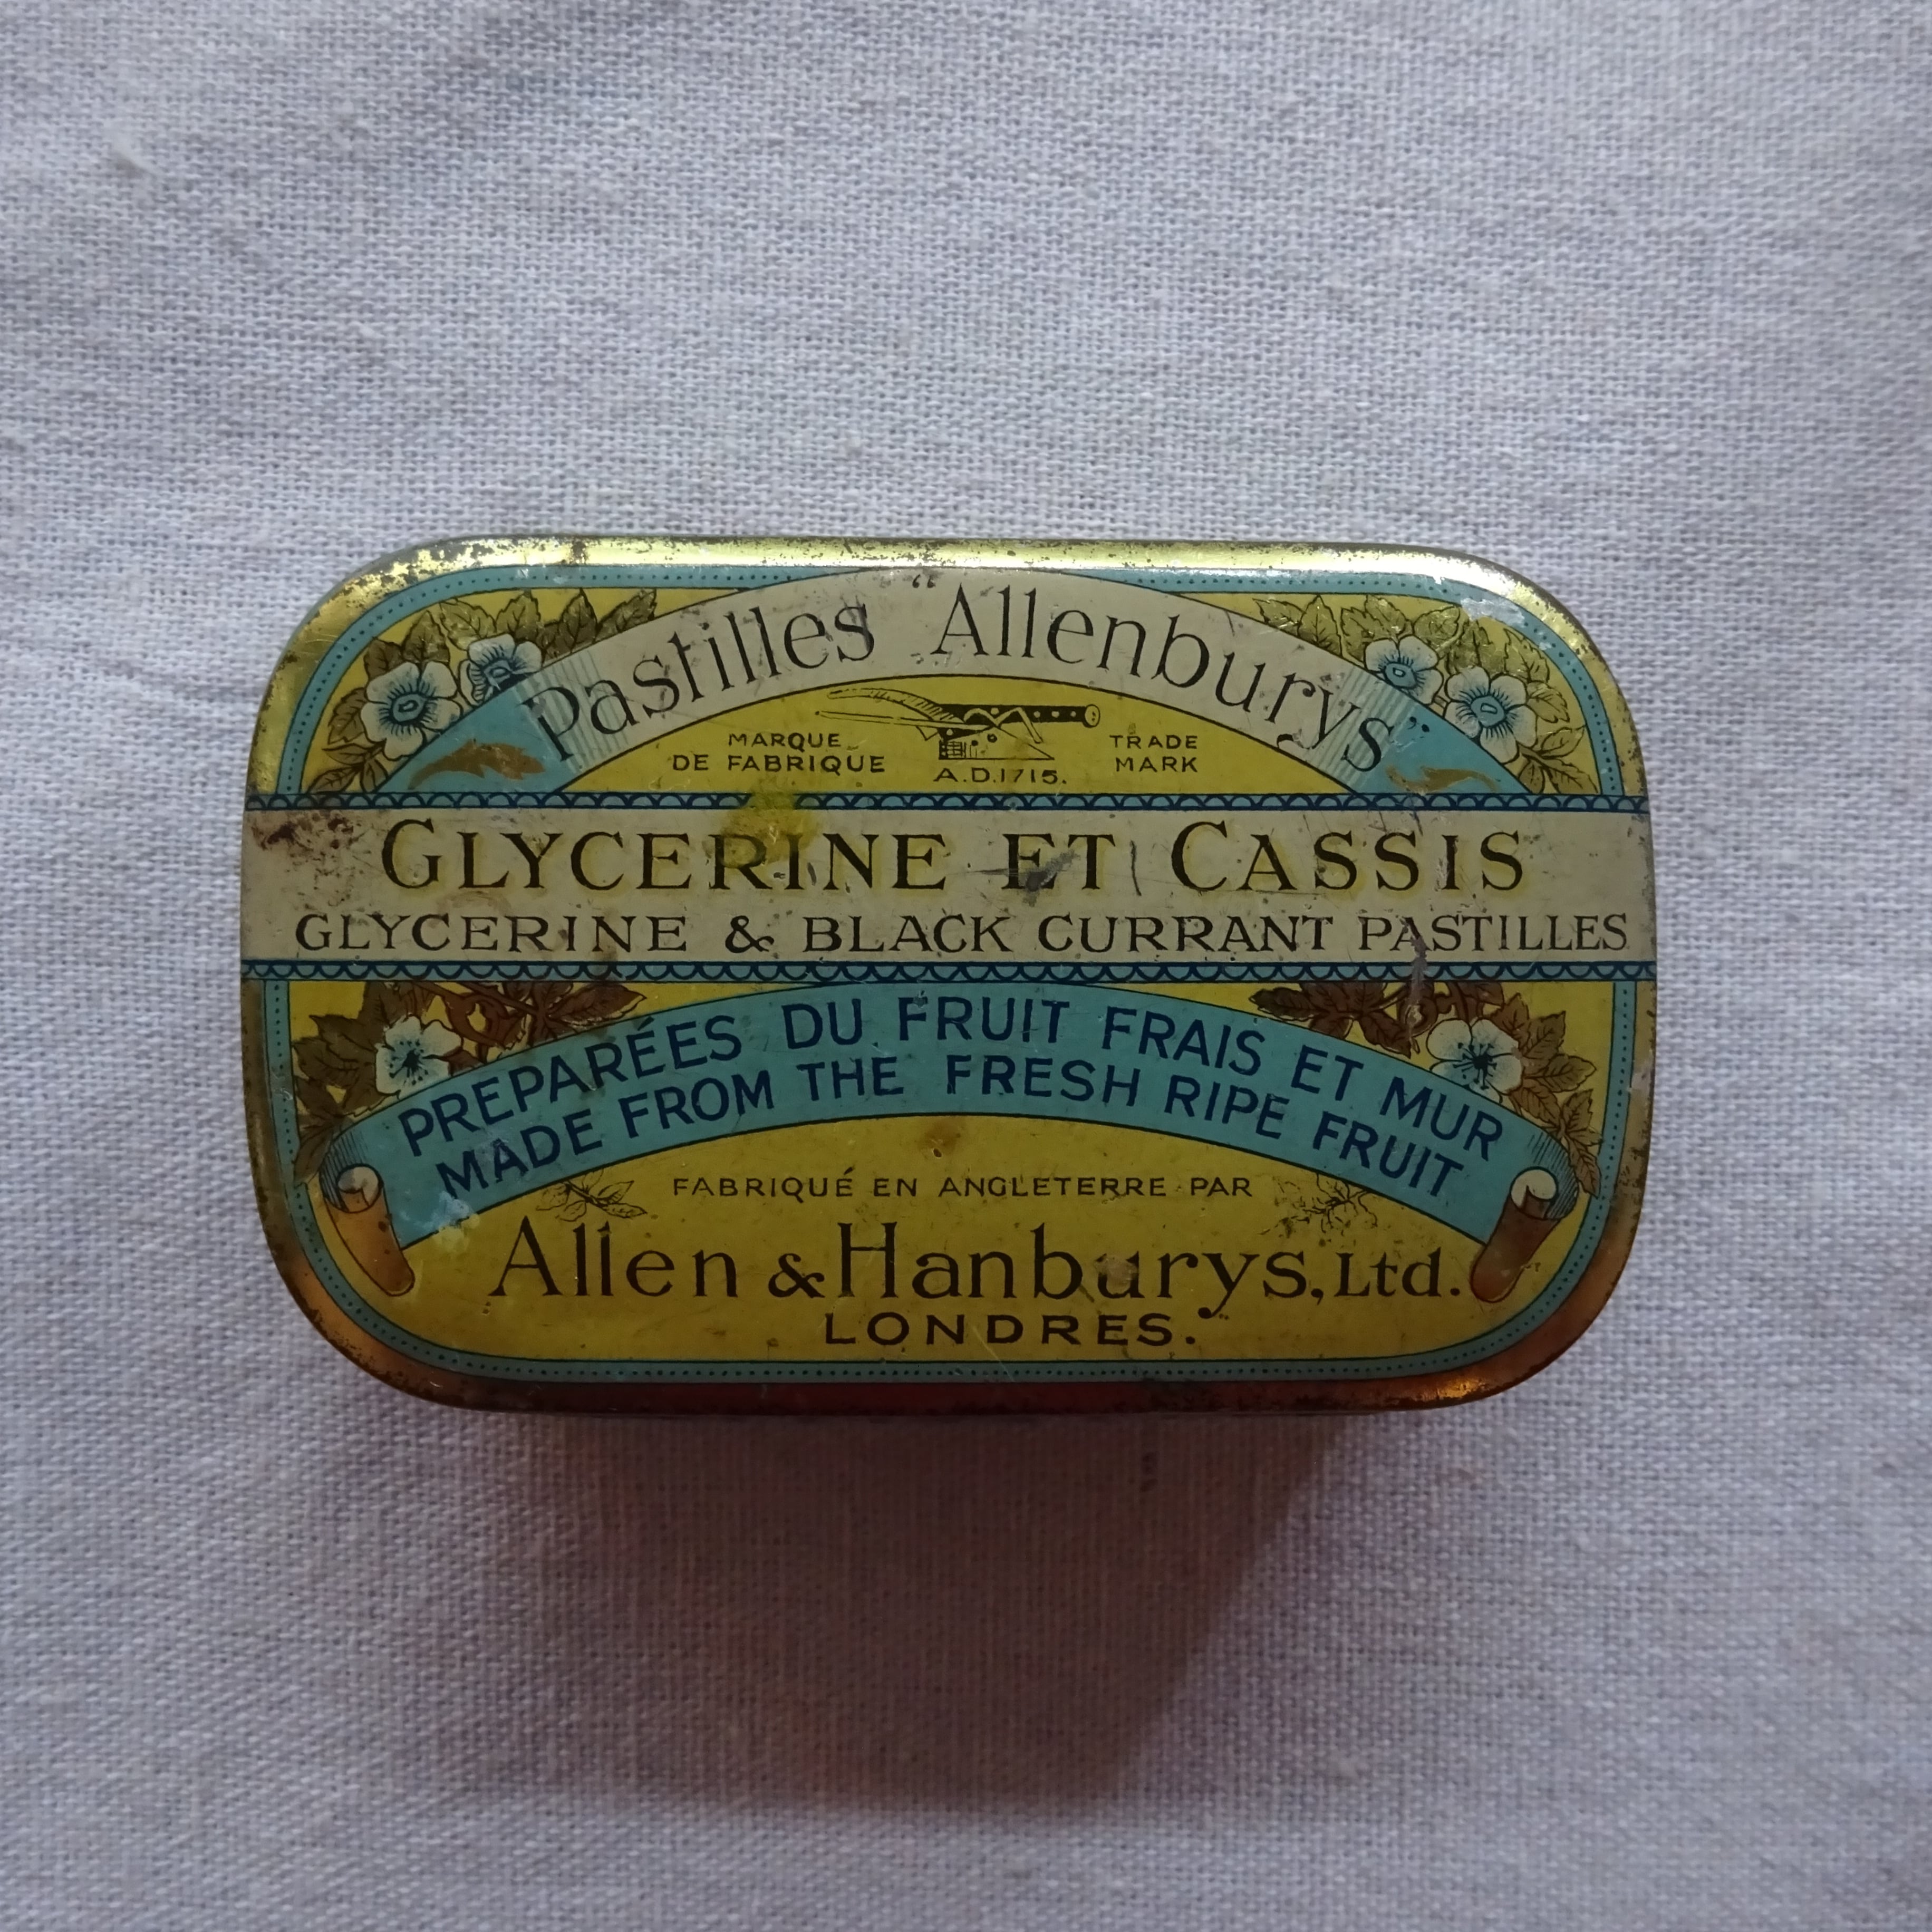 Pastilles "Allenburys"
MARQUE DE FABRIQUE
A.D.1715.
TRADE MARK
GLYCERINE ET CASSIS
GLYCERINE & BLACK CURRANT PASTILLES
PREPARÉES DU FRUIT FRAIS ET MUR
MADE FROM THE FRESH RIPE FRUIT
FABRIQUÉ EN ANGLETERRE PAR
Allen & Hanburys, Ltd.
LONDRES.